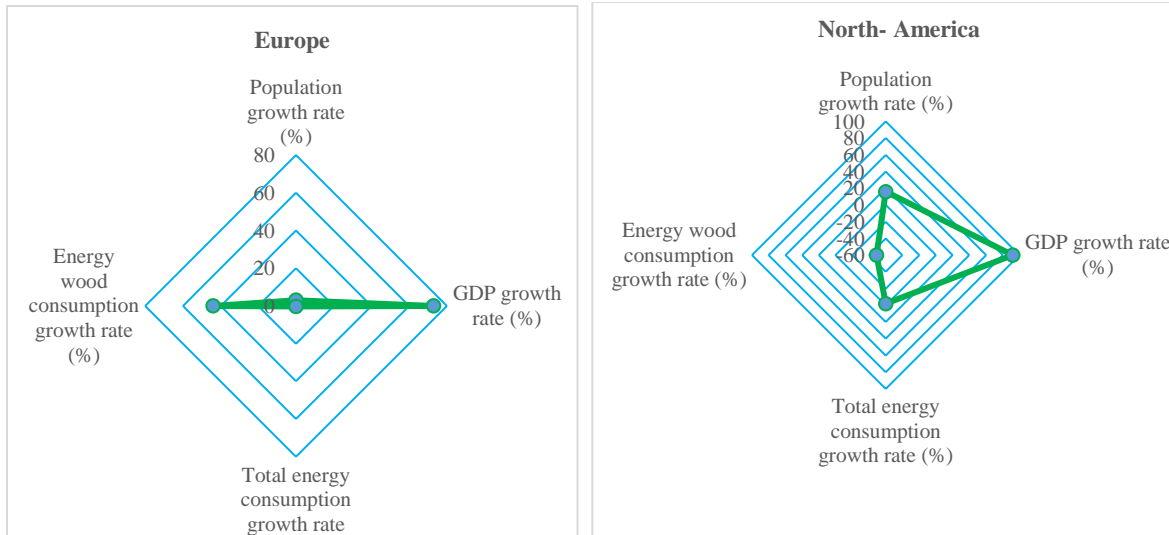 Europe
Population
growth rate
(%)
80
60
40
20
0
Energy
wood
consumption
growth rate
(%)
GDP growth
rate (%)
Total energy
consumption
growth rate
North- America
Population
growth rate (%)
100
80
60
40
20
0
-20
-40
-60
Energy wood
consumption
growth rate (%)
GDP growth rate
(%)
Total energy
consumption
growth rate (%)